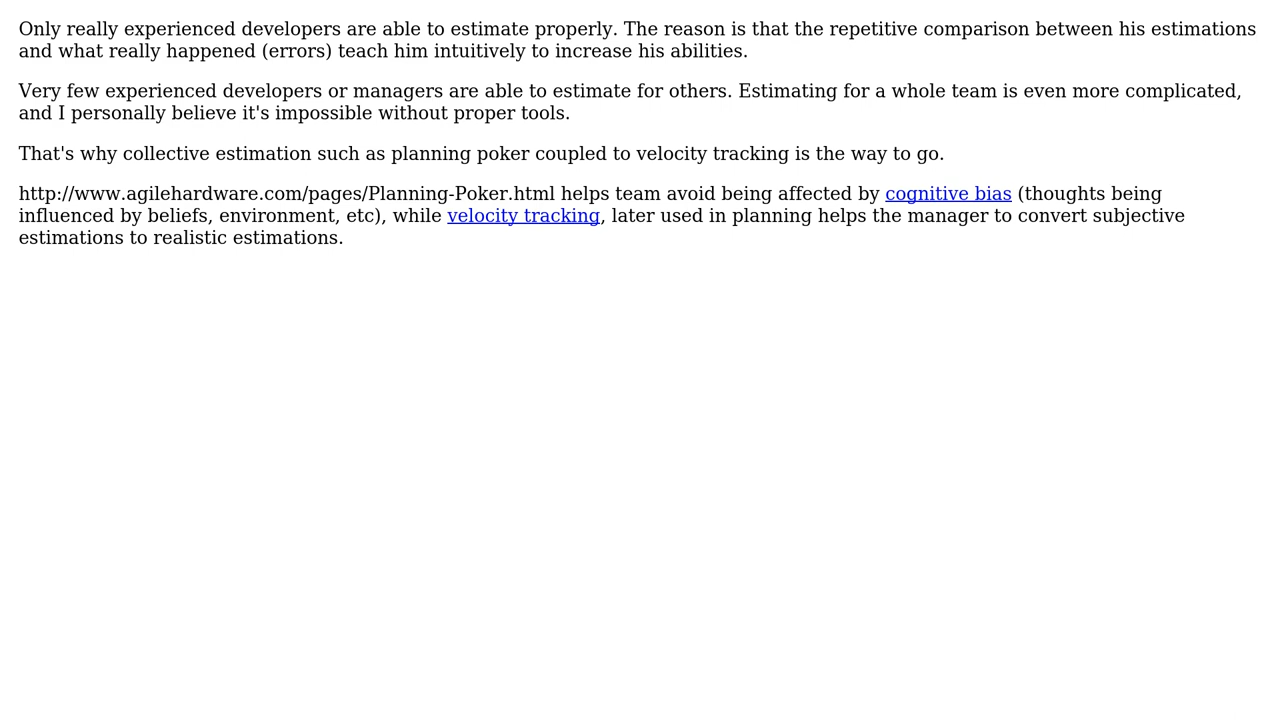 Only really experienced developers are able to estimate properly. The reason is that the repetitive comparison between his estimations
and what really happened (errors) teach him intuitively to increase his abilities.
Very few experienced developers or managers are able to estimate for others. Estimating for a whole team is even more complicated,
and I personally believe it's impossible without proper tools.
That's why collective estimation such as planning poker coupled to velocity tracking is the way to go.
http://www.agilehardware.com/pages/Planning-Poker.html helps team avoid being affected by cognitive bias (thoughts being
influenced by beliefs, environment, etc), while velocity tracking, later used in planning helps the manager to convert subjective
estimations to realistic estimations.